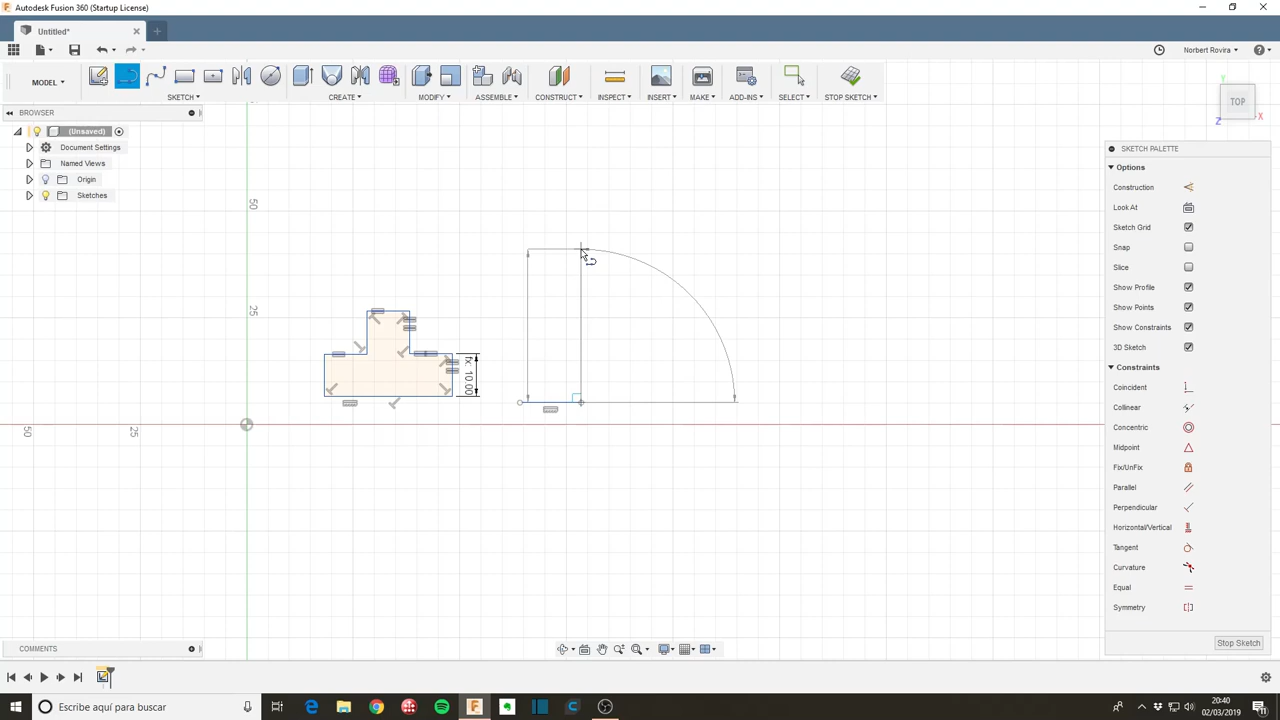 Autodesk Fusion 360 (Startup License)
Untitled*
Norbert Rovira
MODEL
SKETCH
CREATE
MODIFY
ASSEMBLE
CONSTRUCT
INSPECT
INSERT
MAKE
ADD-INS
SELECT
STOP SKETCH
BROWSER
(Unsaved)
Document Settings
Named Views
Origin
Sketches
TOP
Y
X
Z
SKETCH PALETTE
Options
Construction
Look At
Sketch Grid
Snap
Slice
Show Profile
Show Points
Show Constraints
3D Sketch
Constraints
Coincident
Collinear
Concentric
Midpoint
Fix/UnFix
Parallel
Perpendicular
Horizontal/Vertical
Tangent
Curvature
Equal
Symmetry
Stop Sketch
50
25
fx: 10.00
50
25
COMMENTS
Escribe aquí para buscar
20:40
02/03/2019